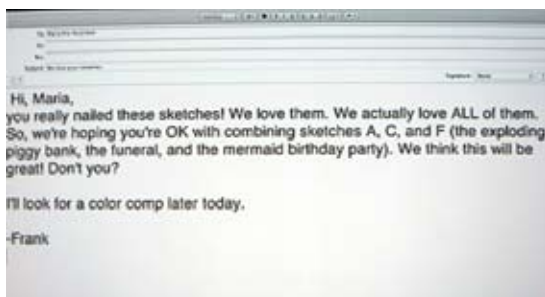 Hi, Maria,
you really nailed these sketches! We love them. We actually love ALL of them.
So, we're hoping you're OK with combining sketches A, C, and F (the exploding
piggy bank, the funeral, and the mermaid birthday party). We think this will be
great! Don't you?
I'll look for a color comp later today.
-Frank